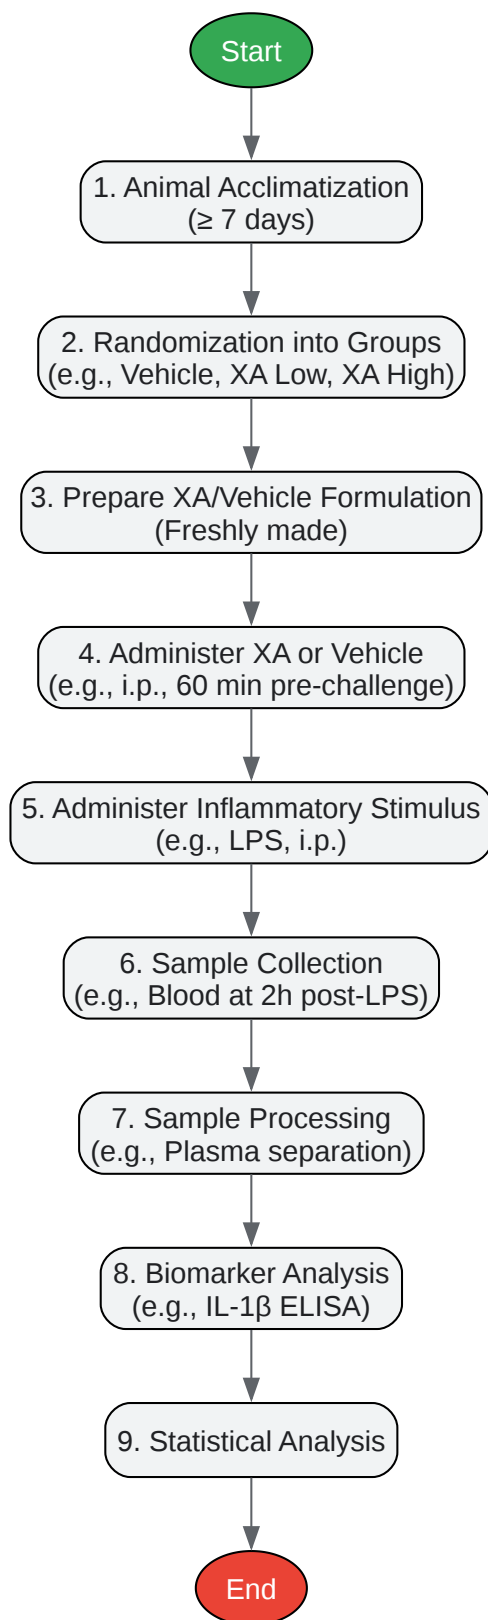 Start
1. Animal Acclimatization
(≥ 7 days)
2. Randomization into Groups
(e.g., Vehicle, XA Low, XA High)
3. Prepare XA/Vehicle Formulation
(Freshly made)
4. Administer XA or Vehicle
(e.g., i.p., 60 min pre-challenge)
5. Administer Inflammatory Stimulus
(e.g., LPS, i.p.)
6. Sample Collection
(e.g., Blood at 2h post-LPS)
7. Sample Processing
(e.g., Plasma separation)
8. Biomarker Analysis
(e.g., IL-1β ELISA)
9. Statistical Analysis
End